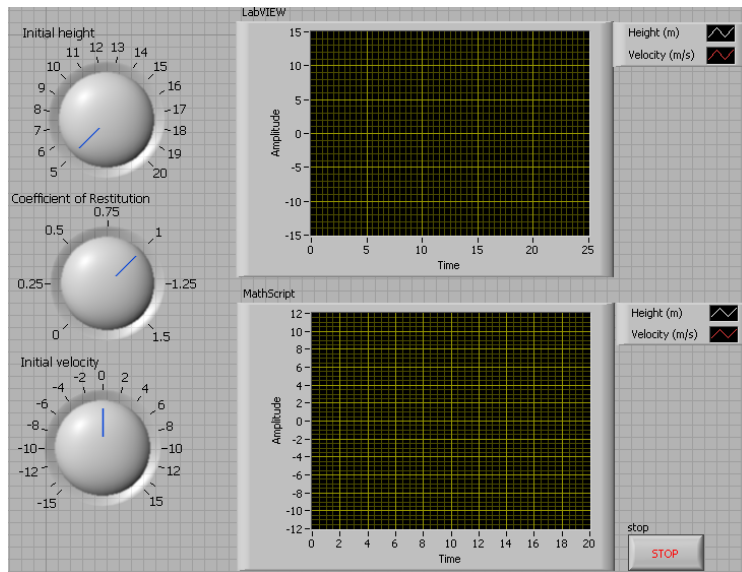 LabVIEW
Initial height
5 6 7 8 9 10 11 12 13 14 15 16 17 18 19 20
Coefficient of Restitution
0 0.25 0.5 0.75 1 1.25 1.5
Initial velocity
-15 -12 -10 -8 -6 -4 -2 0 2 4 6 8 10 12 15
Amplitude
15
10
5
0
-5
-10
-15
0 5 10 15 20 25
Time
Height (m)
Velocity (m/s)
MathScript
Amplitude
12
10
8
6
4
2
0
-2
-4
-6
-8
-10
-12
0 2 4 6 8 10 12 14 16 18 20
Time
Height (m)
Velocity (m/s)
stop
STOP